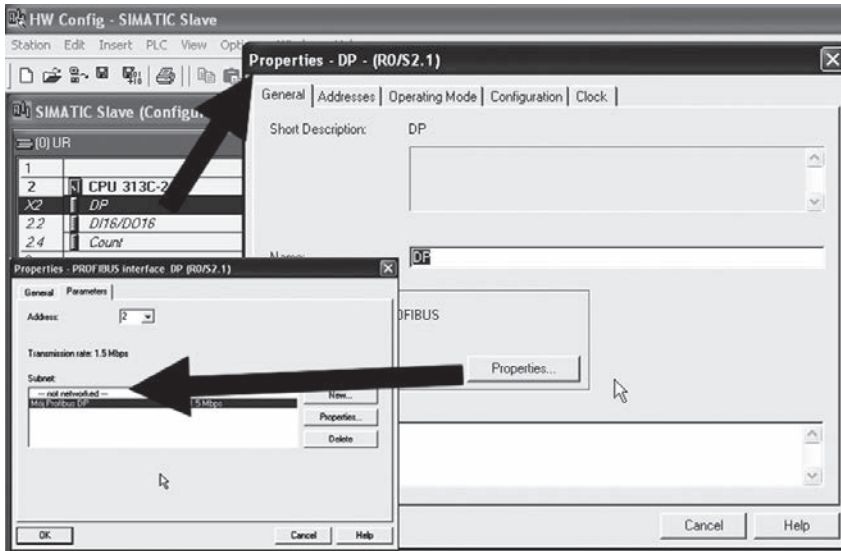 HW Config - SIMATIC Slave
Station Edit Insert PLC View
Properties - DP - (R0/S2.1)
General Addresses Operating Mode Configuration Clock
Short Description: DP
SIMATIC Slave
(0) UR
1
2 CPU 313C-2
X2 DP
2.2 DI16/DO16
2.4 Count
Name: DP
Properties...
Cancel Help
Properties - PROFIBUS interface DP (R0/S2.1)
General Parameters
Address: 2
Transmission rate: 1.5 Mbps
Subnet:
--- not networked ---
Mój Profibus DP 1.5 Mbps
New...
Properties...
Delete
OK Cancel Help